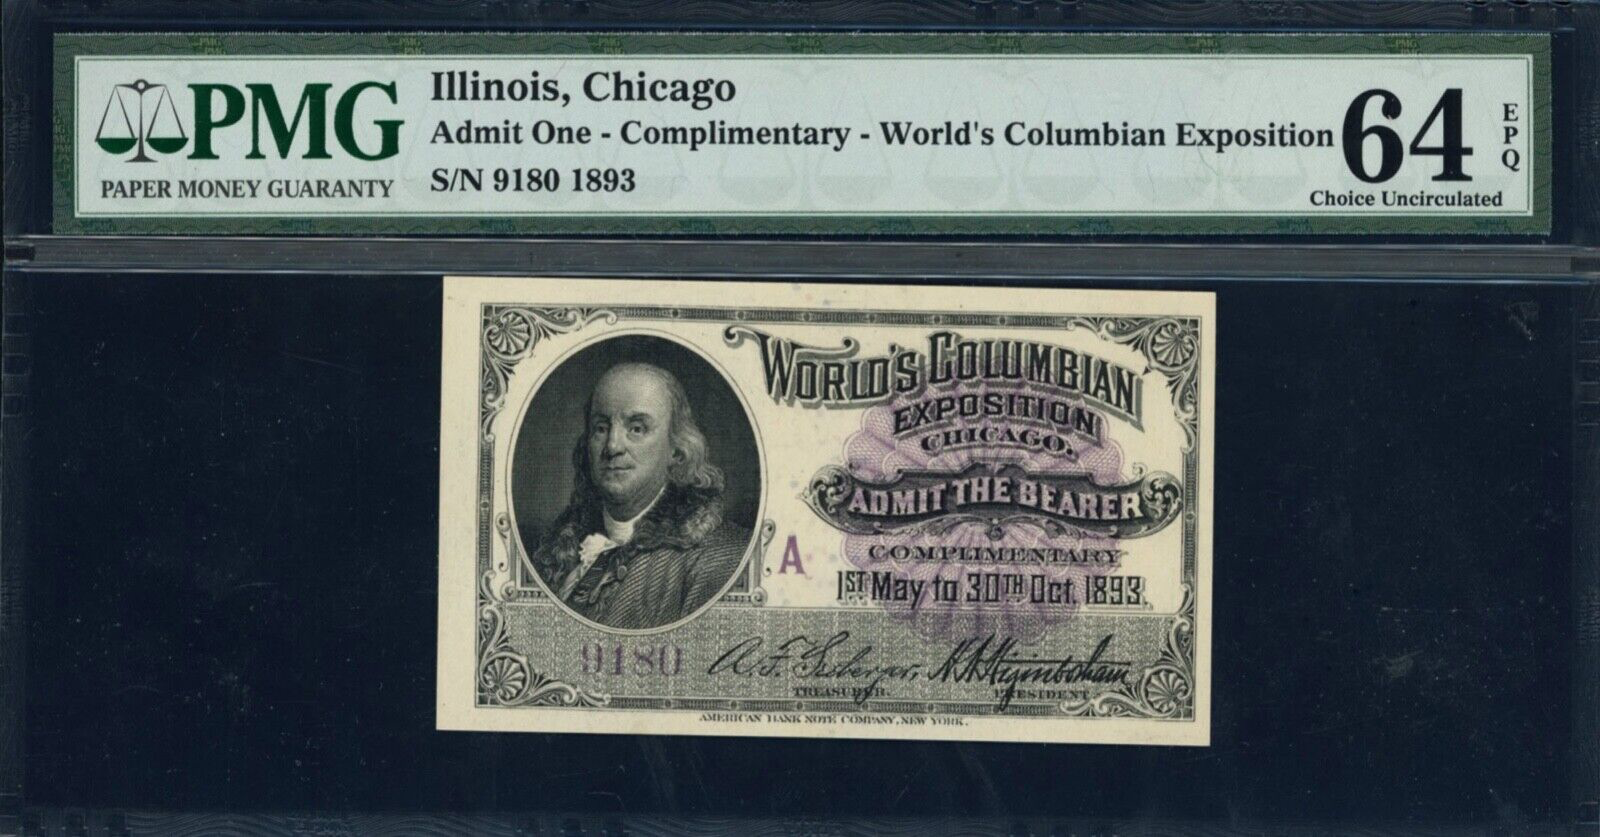 PMG
PAPER MONEY GUARANTY
Illinois, Chicago
Admit One - Complimentary - World's Columbian Exposition
S/N 9180 1893
64
EPQ
Choice Uncirculated
WORLD'S COLUMBIAN
EXPOSITION
CHICAGO.
ADMIT THE BEARER
A
COMPLIMENTARY
1ST May to 30TH Oct. 1893.
9180
A. F. Seeberger,
TREASURER.
H. N. Higinbotham
PRESIDENT
AMERICAN BANK NOTE COMPANY, NEW YORK.